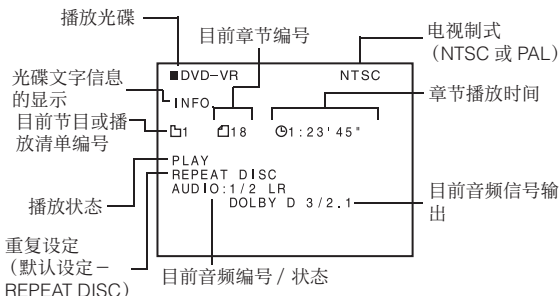 播放光碟
目前章节编号
电视制式
（NTSC 或 PAL）
■DVD-VR NTSC
光碟文字信息
的显示
INFO.
章节播放时间
目前节目或播
放清单编号
1 18 1:23'45"
PLAY
REPEAT DISC
AUDIO:1/2 LR
DOLBY D 3/2.1
播放状态
目前音频信号输
出
重复设定
（默认设定－
REPEAT DISC）
目前音频编号 / 状态